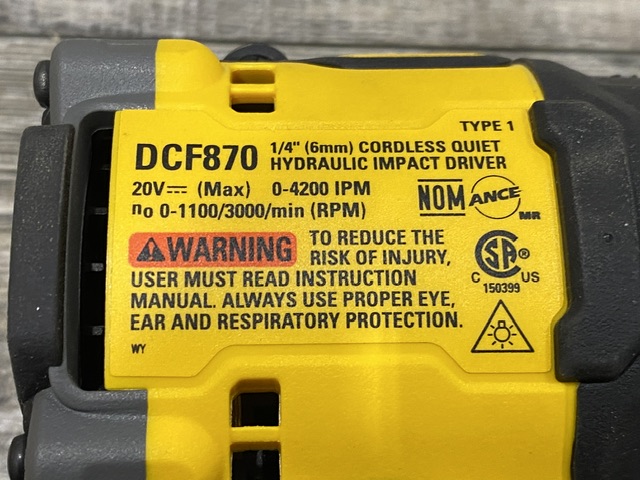 TYPE 1
DCF870 1/4" (6mm) CORDLESS QUIET
HYDRAULIC IMPACT DRIVER
20V⎓ (Max) 0-4200 IPM
no 0-1100/3000/min (RPM)
NOM ANCE MR
WARNING TO REDUCE THE
RISK OF INJURY,
USER MUST READ INSTRUCTION
MANUAL. ALWAYS USE PROPER EYE,
EAR AND RESPIRATORY PROTECTION.
SA®
C US
150399
WY